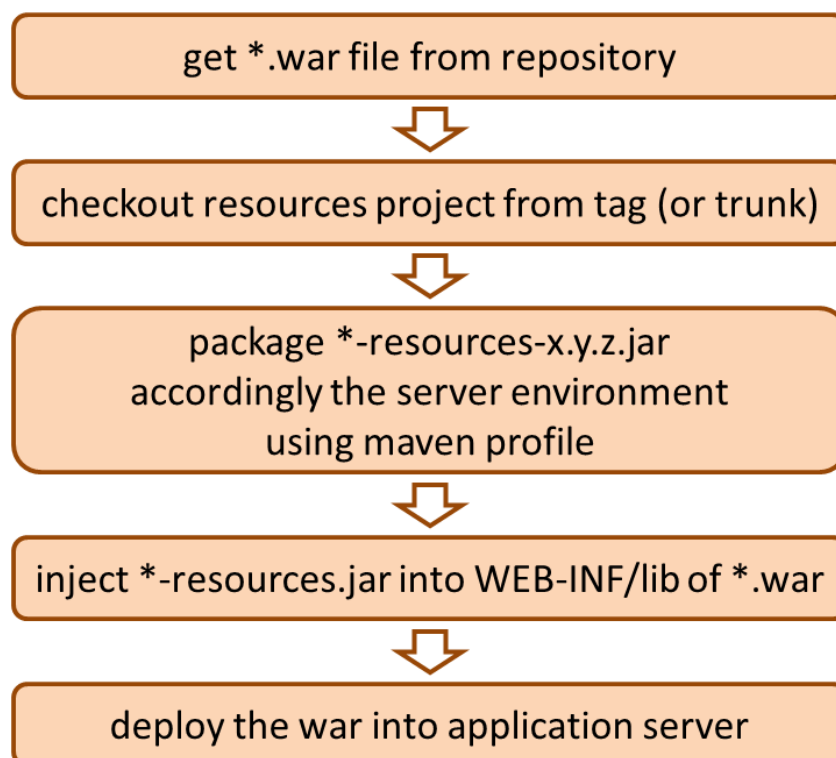 get *.war file from repository
checkout resources project from tag (or trunk)
package *-resources-x.y.z.jar
accordingly the server environment
using maven profile
inject *-resources.jar into WEB-INF/lib of *.war
deploy the war into application server